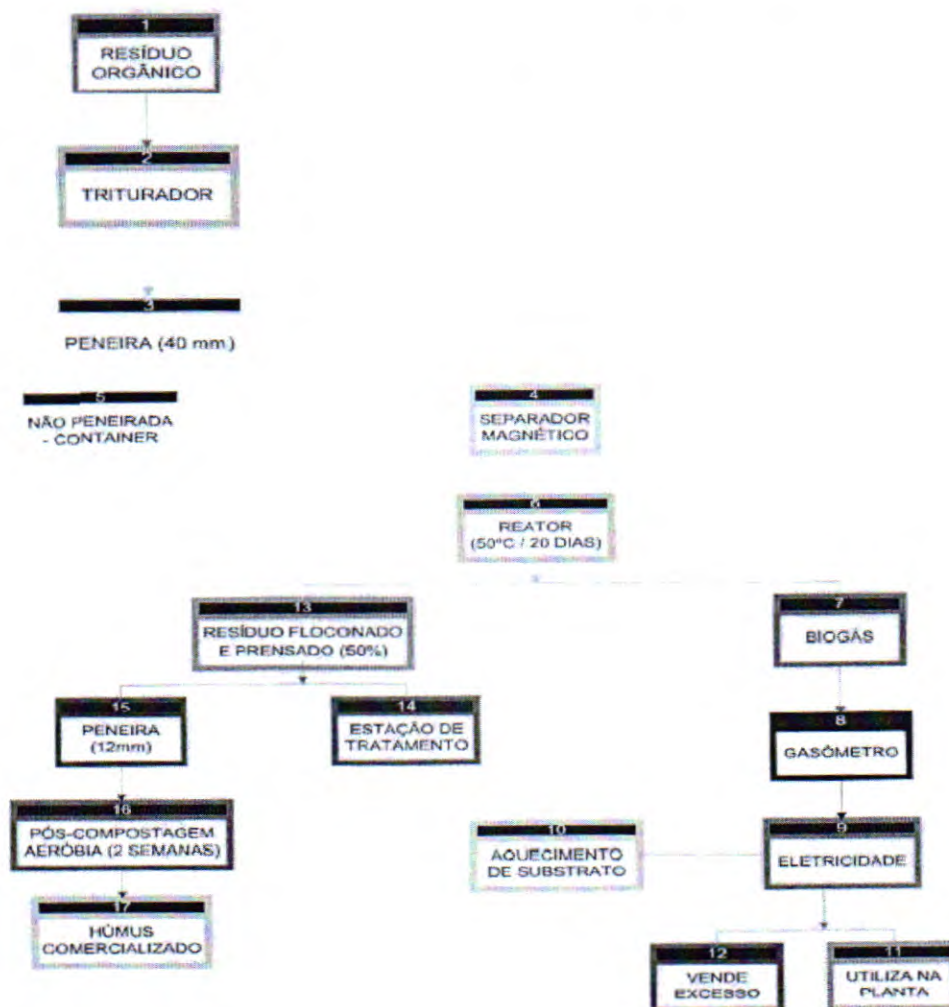 1
RESÍDUO
ORGÂNICO
2
TRITURADOR
3
PENEIRA (40 mm)
5
NÃO PENEIRADA
- CONTAINER
4
SEPARADOR
MAGNÉTICO
6
REATOR
(50ºC / 20 DIAS)
13
RESÍDUO FLOCONADO
E PRENSADO (50%)
7
BIOGÁS
15
PENEIRA
(12mm)
14
ESTAÇÃO DE
TRATAMENTO
8
GASÔMETRO
16
PÓS-COMPOSTAGEM
AERÓBIA (2 SEMANAS)
10
AQUECIMENTO
DE SUBSTRATO
9
ELETRICIDADE
17
HÚMUS
COMERCIALIZADO
12
VENDE
EXCESSO
11
UTILIZA NA
PLANTA